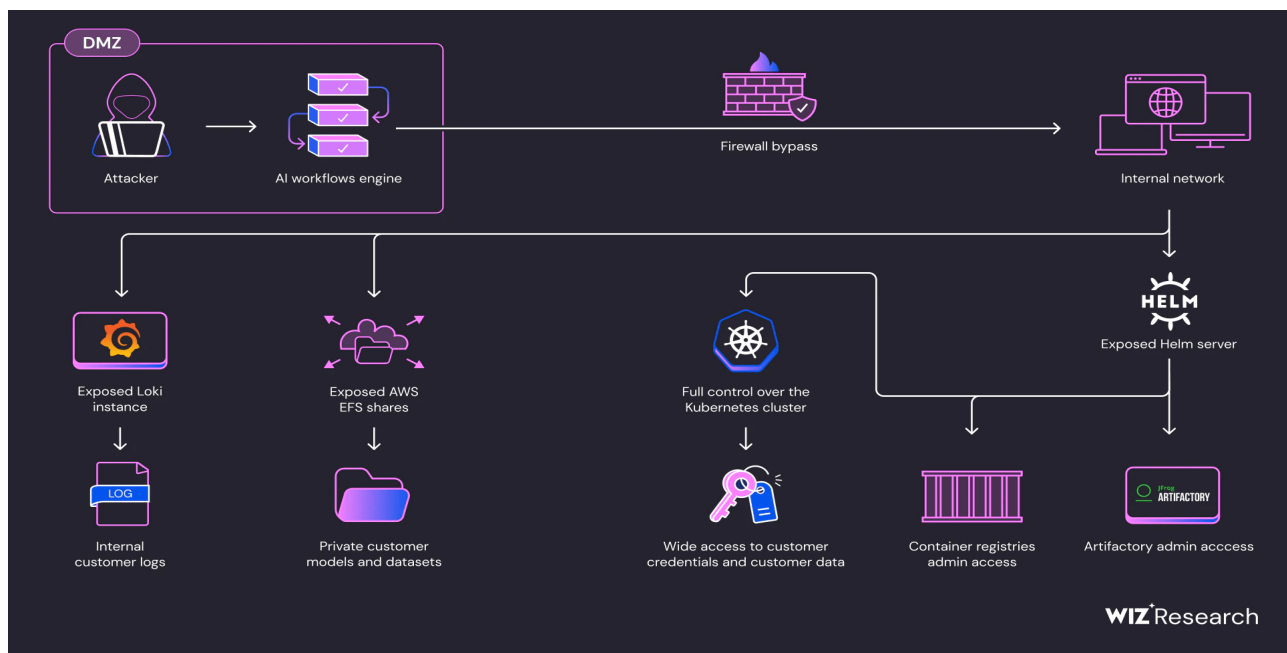 DMZ
Attacker
AI workflows engine
Firewall bypass
Internal network
HELM
Exposed Helm server
Exposed Loki
instance
Exposed AWS
EFS shares
Full control over the
Kubernetes cluster
LOG
JFrog
ARTIFACTORY
Internal
customer logs
Private customer
models and datasets
Wide access to customer
credentials and customer data
Container registries
admin access
Artifactory admin acccess
WIZ Research